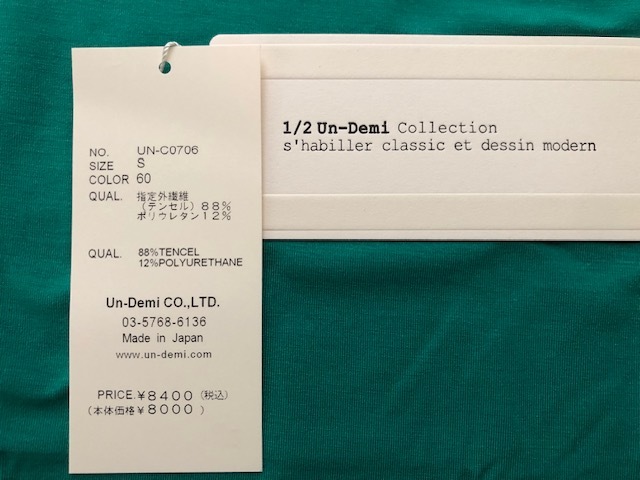 NO. UN-C0706
SIZE S
COLOR 60
QUAL. 指定外繊維
（テンセル）８８％
ポリウレタン１２％
QUAL. 88%TENCEL
12%POLYURETHANE
Un-Demi CO.,LTD.
03-5768-6136
Made in Japan
www.un-demi.com
PRICE.￥８４００（税込）
（本体価格￥８０００）
1/2 Un-Demi Collection
s'habiller classic et dessin modern